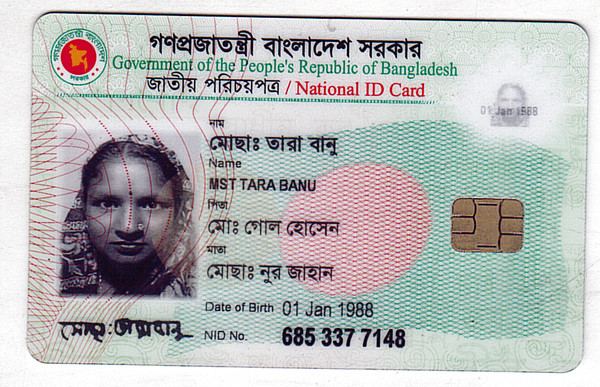 গণপ্রজাতন্ত্রী বাংলাদেশ সরকার
Government of the People's Republic of Bangladesh
জাতীয় পরিচয়পত্র / National ID Card
01 Jan 1988
নাম
মোছাঃ তারা বানু
Name
MST TARA BANU
পিতা
মোঃ গোল হোসেন
মাতা
মোছাঃ নুর জাহান
Date of Birth 01 Jan 1988
NID No. 685 337 7148